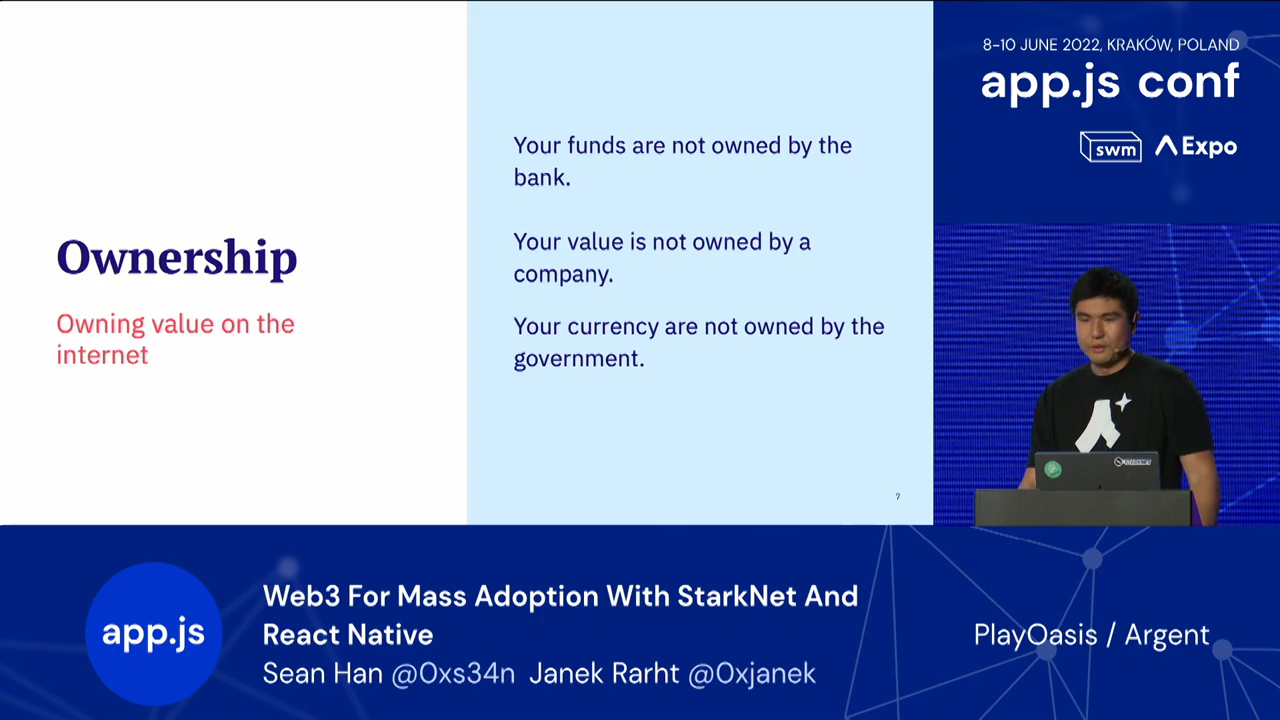 Ownership
Owning value on the
internet
Your funds are not owned by the
bank.
Your value is not owned by a
company.
Your currency are not owned by the
government.
7
8-10 JUNE 2022, KRAKÓW, POLAND
app.js conf
swm
Expo
STARKNET
app.js
Web3 For Mass Adoption With StarkNet And
React Native
Sean Han @0xs34n Janek Rarht @0xjanek
PlayOasis / Argent